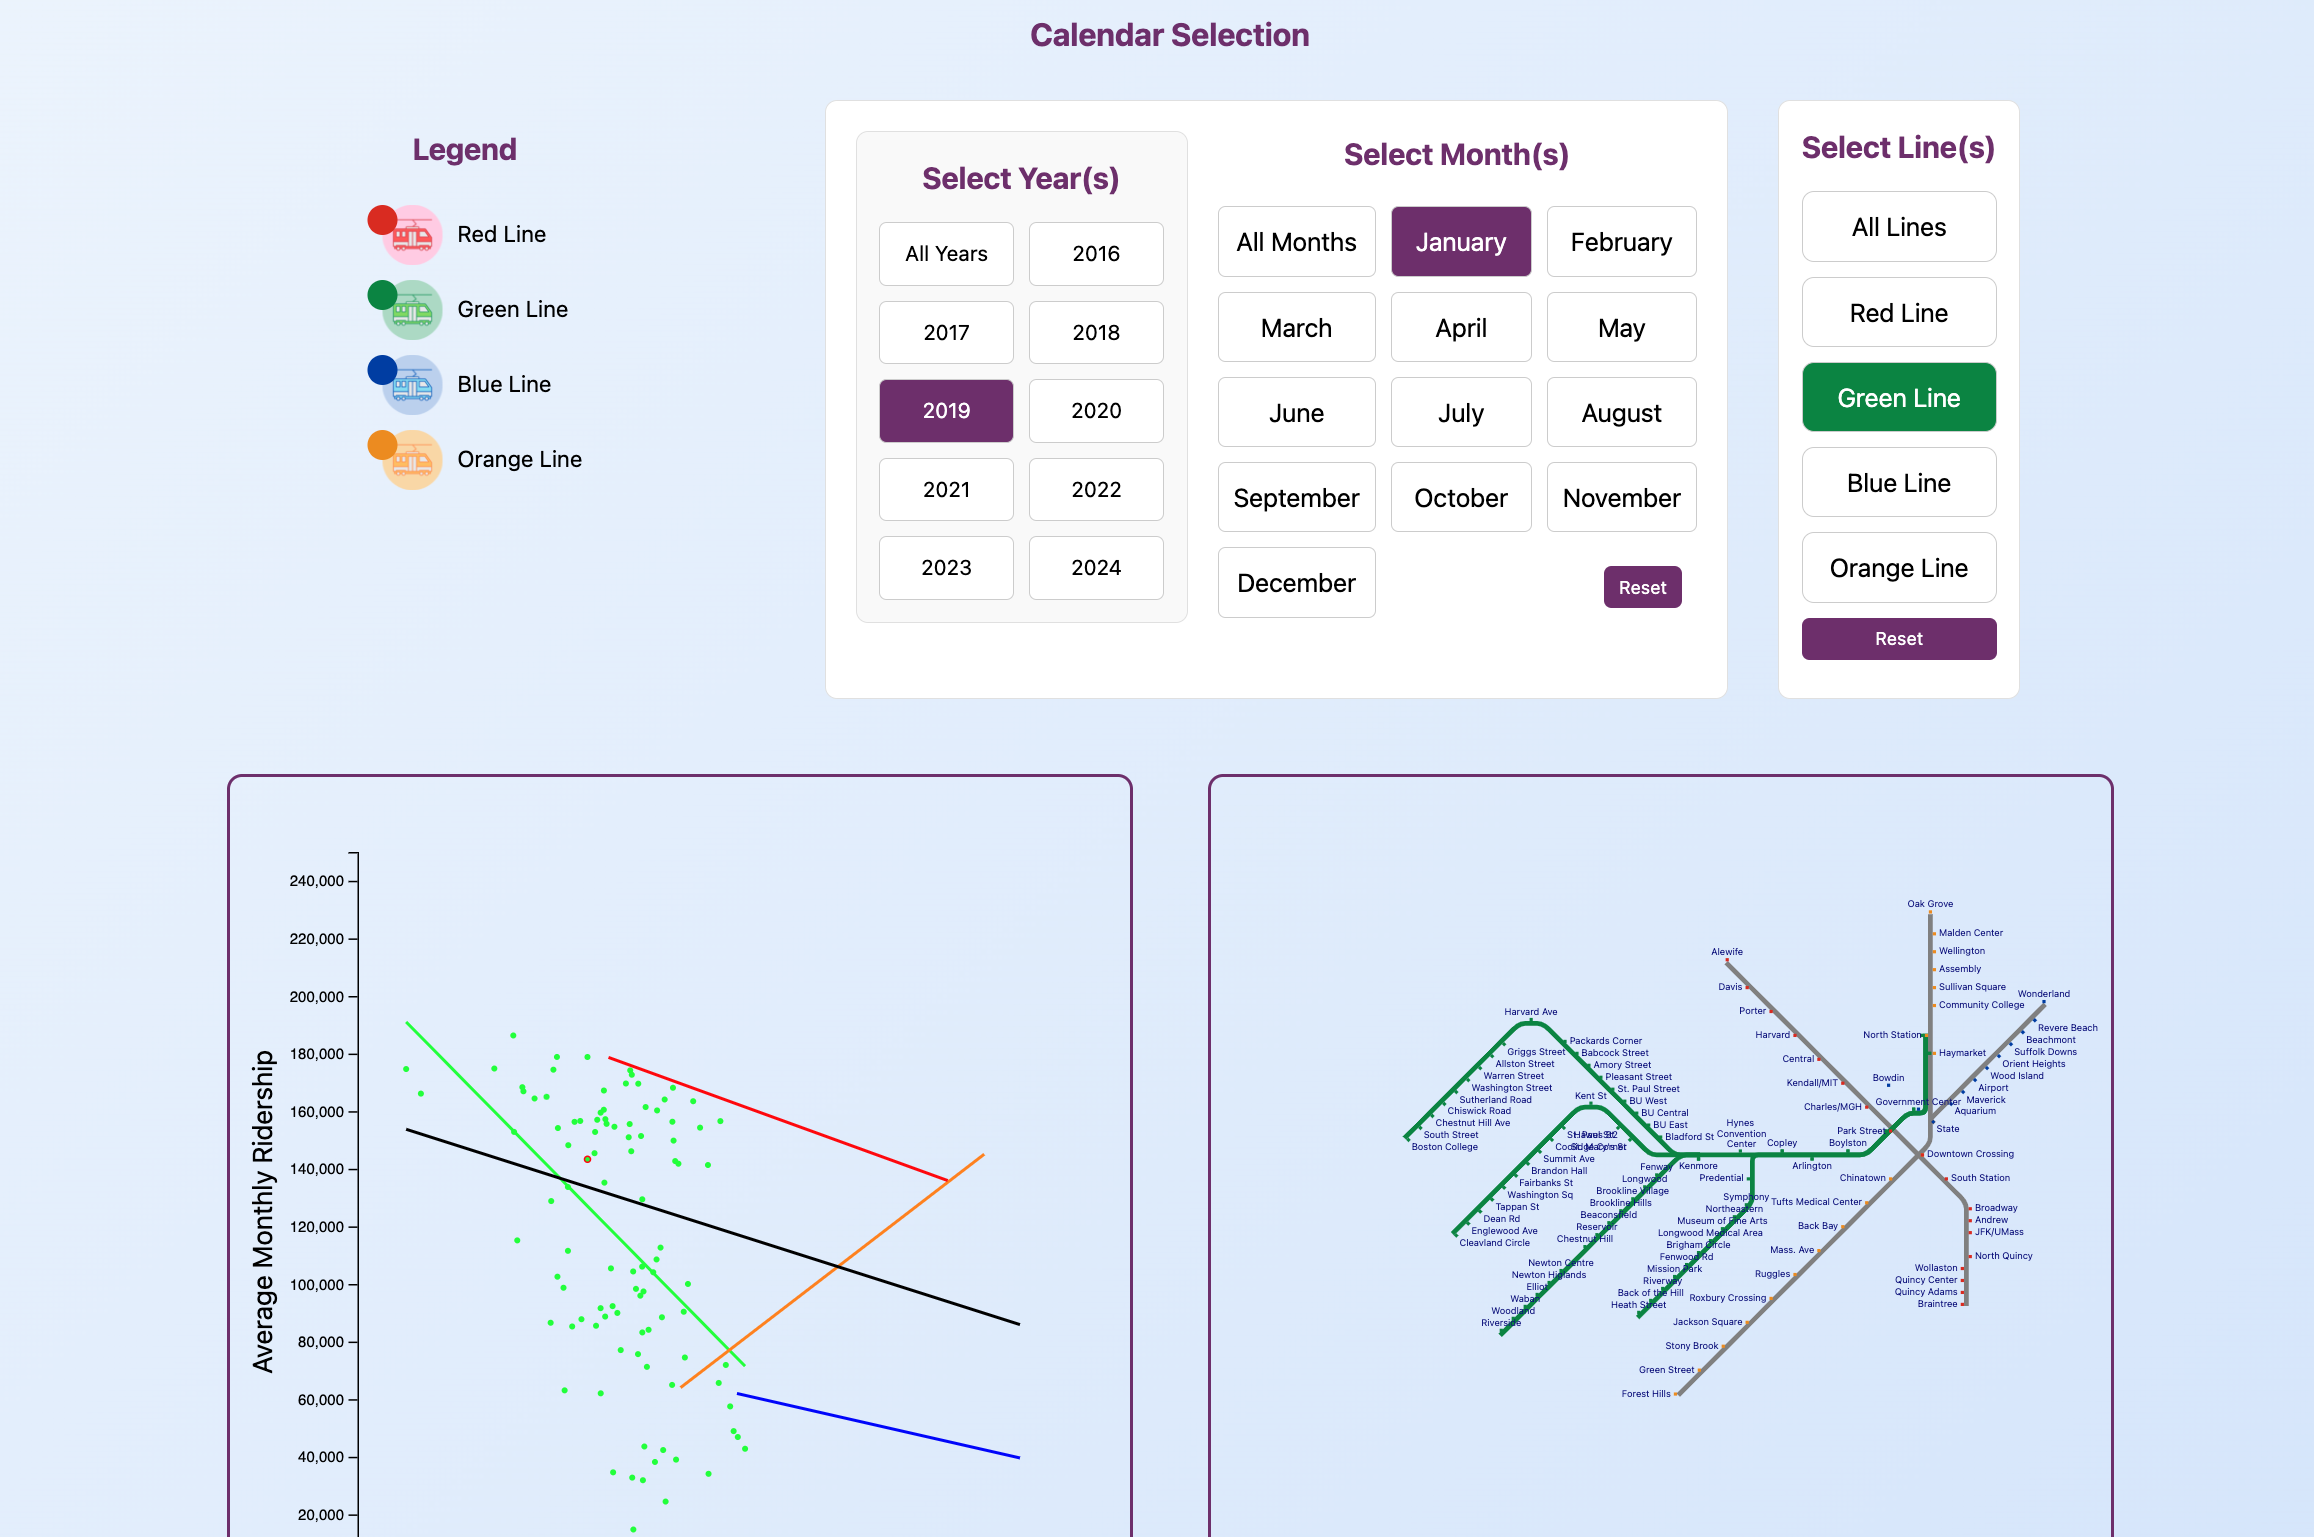 Calendar Selection
Legend
Red Line
Green Line
Blue Line
Orange Line
Select Year(s)
All Years
2016
2017
2018
2019
2020
2021
2022
2023
2024
Select Month(s)
All Months
January
February
March
April
May
June
July
August
September
October
November
December
Reset
Select Line(s)
All Lines
Red Line
Green Line
Blue Line
Orange Line
Reset
Average Monthly Ridership
240,000
220,000
200,000
180,000
160,000
140,000
120,000
100,000
80,000
60,000
40,000
20,000
Oak Grove
Malden Center
Wellington
Assembly
Sullivan Square
Community College
North Station
Haymarket
Wonderland
Revere Beach
Beachmont
Suffolk Downs
Orient Heights
Wood Island
Airport
Maverick
Aquarium
State
Bowdin
Government Center
Alewife
Davis
Porter
Harvard
Central
Kendall/MIT
Charles/MGH
Park Street
Downtown Crossing
South Station
Broadway
Andrew
JFK/UMass
North Quincy
Wollaston
Quincy Center
Quincy Adams
Braintree
Chinatown
Tufts Medical Center
Back Bay
Mass. Ave
Ruggles
Roxbury Crossing
Jackson Square
Stony Brook
Green Street
Forest Hills
Boylston
Arlington
Copley
Hynes
Convention
Center
Kenmore
Harvard Ave
Griggs Street
Allston Street
Warren Street
Washington Street
Sutherland Road
Chiswick Road
Chestnut Hill Ave
South Street
Boston College
Packards Corner
Babcock Street
Amory Street
Pleasant Street
St. Paul Street
BU West
BU Central
BU East
Bladford St
Kent St
Summit Ave
Brandon Hall
Fairbanks St
Washington Sq
Tappan St
Dean Rd
Englewood Ave
Cleavland Circle
Fenway
Longwood
Brookline Village
Brookline Hills
Beaconsfield
Reservoir
Chestnut Hill
Newton Centre
Newton Higlands
Elliot
Waban
Woodland
Riverside
Predential
Symphony
Northeastern
Museum of Fine Arts
Longwood Medical Area
Brigham Circle
Fenwood Rd
Mission Park
Riverway
Back of the Hill
Heath Street